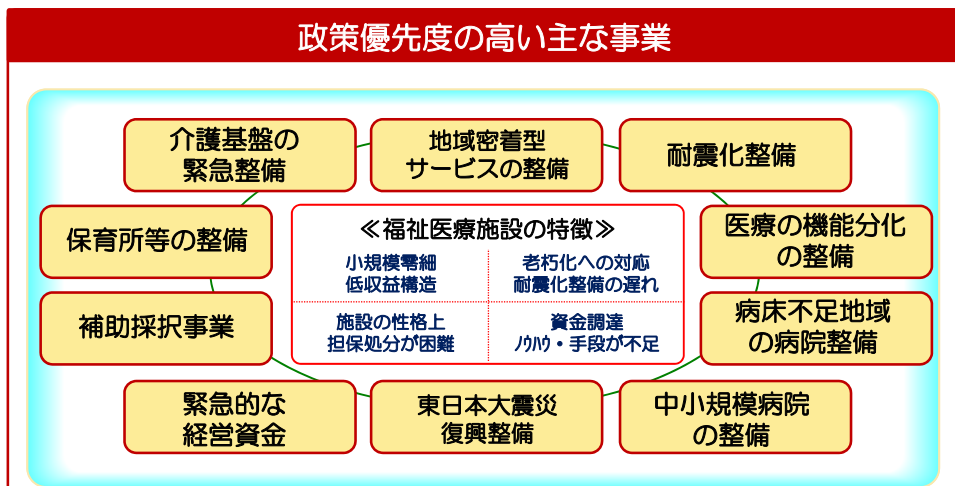 政策優先度の高い主な事業
介護基盤の
緊急整備
地域密着型
サービスの整備
耐震化整備
保育所等の整備
≪福祉医療施設の特徴≫
小規模零細
低収益構造
老朽化への対応
耐震化整備の遅れ
施設の性格上
担保処分が困難
資金調達
ﾉｳﾊｳ・手段が不足
医療の機能分化
の整備
補助採択事業
病床不足地域
の病院整備
緊急的な
経営資金
東日本大震災
復興整備
中小規模病院
の整備